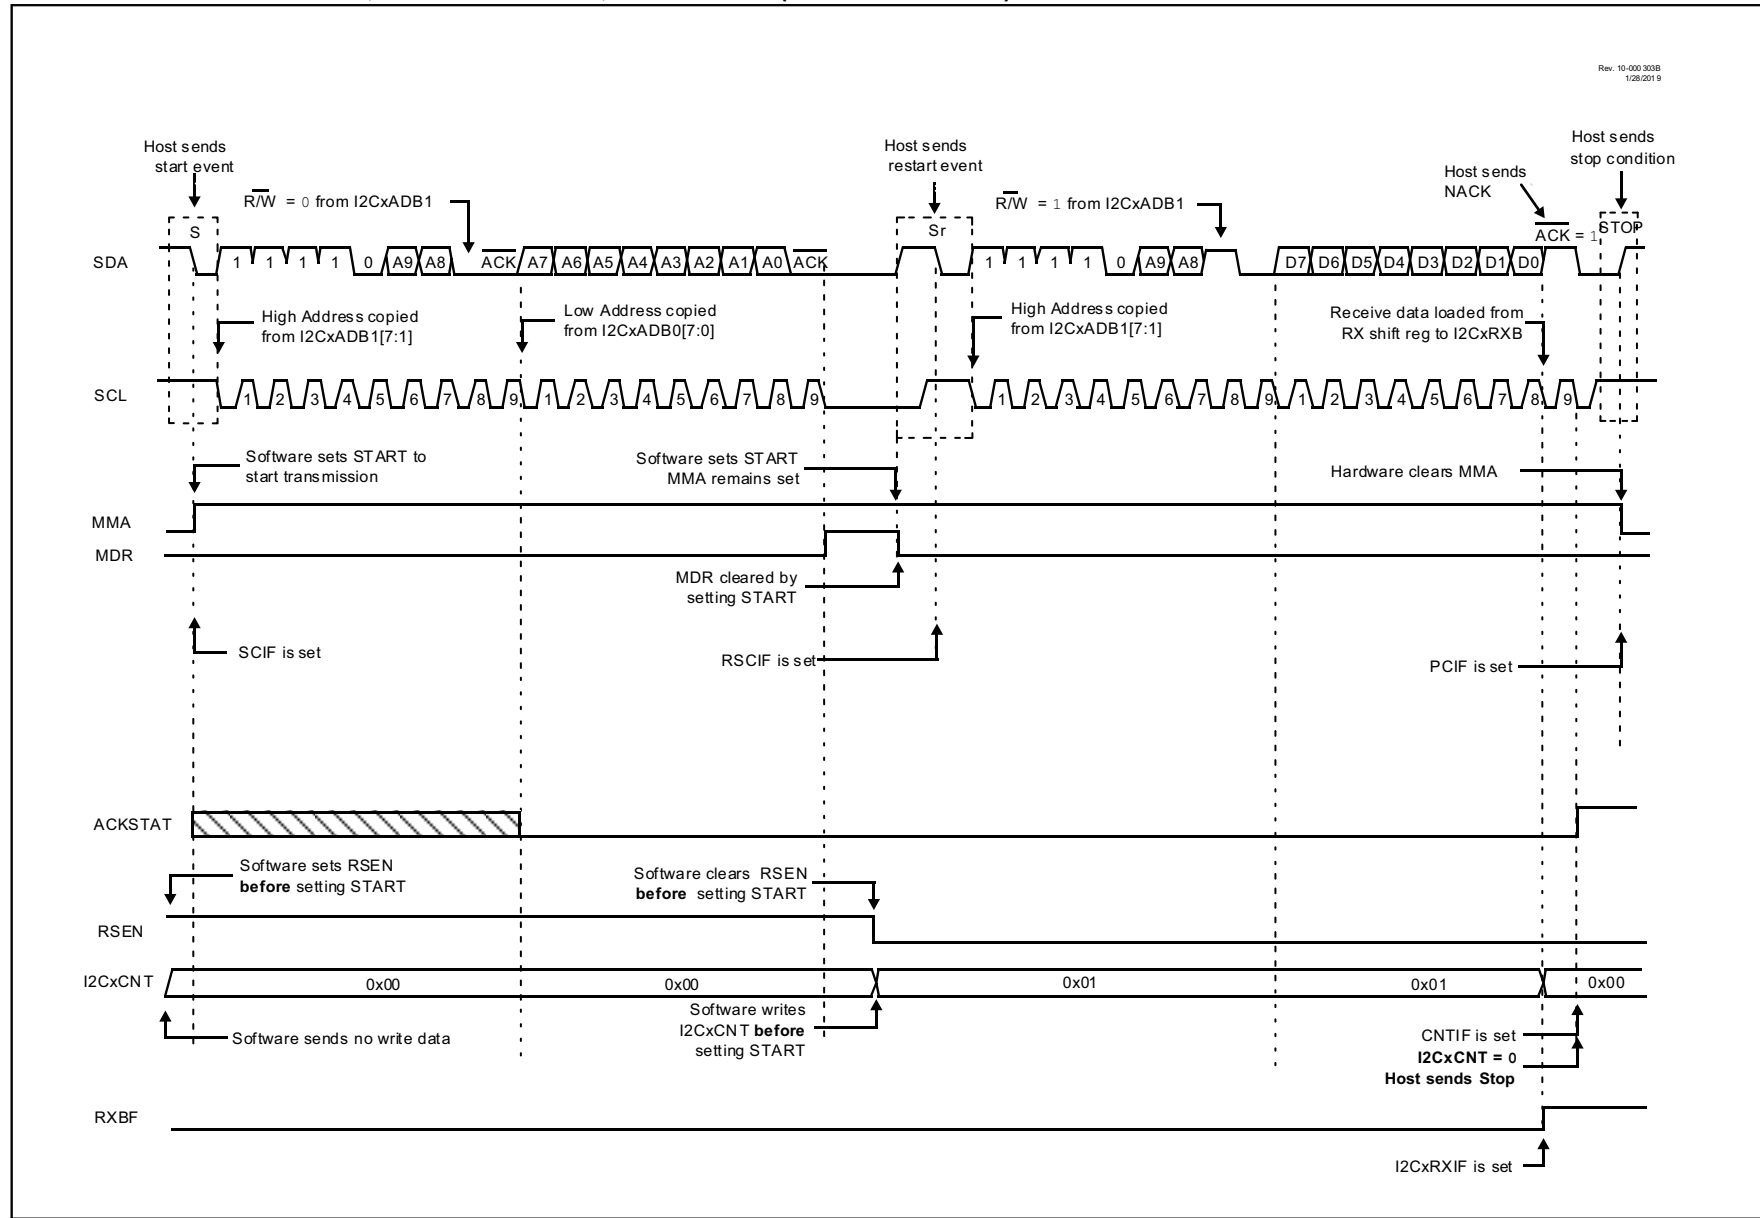 Rev. 10-000303B
1/28/2019
Host sends
start event
Host sends
restart event
Host sends
stop condition
Host sends
NACK
R/W = 0 from I2CxADB1
R/W = 1 from I2CxADB1
S
Sr
ACK = 1
STOP
SDA
1 1 1 1 0 A9 A8 ACK A7 A6 A5 A4 A3 A2 A1 A0 ACK 1 1 1 1 0 A9 A8 D7 D6 D5 D4 D3 D2 D1 D0
High Address copied
from I2CxADB1[7:1]
Low Address copied
from I2CxADB0[7:0]
High Address copied
from I2CxADB1[7:1]
Receive data loaded from
RX shift reg to I2CxRXB
SCL
1 2 3 4 5 6 7 8 9 1 2 3 4 5 6 7 8 9 1 2 3 4 5 6 7 8 9 1 2 3 4 5 6 7 8 9
Software sets START to
start transmission
Software sets START
MMA remains set
Hardware clears MMA
MMA
MDR
MDR cleared by
setting START
SCIF is set
RSCIF is set
PCIF is set
ACKSTAT
Software sets RSEN
before setting START
Software clears RSEN
before setting START
RSEN
I2CxCNT
0x00 0x00 0x01 0x01 0x00
Software sends no write data
Software writes
I2CxCNT before
setting START
CNTIF is set
I2CxCNT = 0
Host sends Stop
RXBF
I2CxRXIF is set